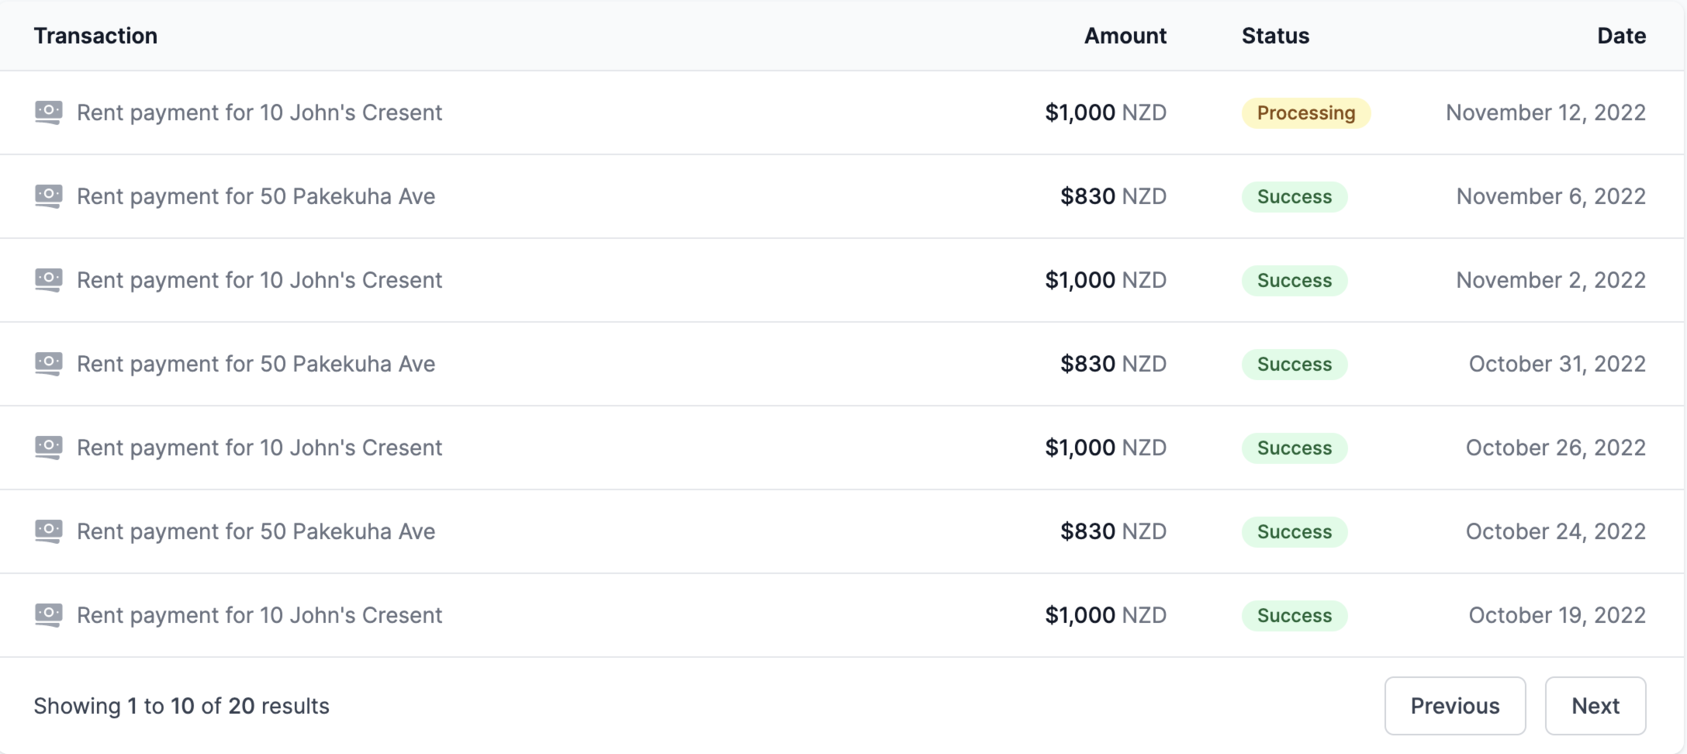 Transaction Amount Status Date
Rent payment for 10 John's Cresent $1,000 NZD Processing November 12, 2022
Rent payment for 50 Pakekuha Ave $830 NZD Success November 6, 2022
Rent payment for 10 John's Cresent $1,000 NZD Success November 2, 2022
Rent payment for 50 Pakekuha Ave $830 NZD Success October 31, 2022
Rent payment for 10 John's Cresent $1,000 NZD Success October 26, 2022
Rent payment for 50 Pakekuha Ave $830 NZD Success October 24, 2022
Rent payment for 10 John's Cresent $1,000 NZD Success October 19, 2022
Showing 1 to 10 of 20 results Previous Next